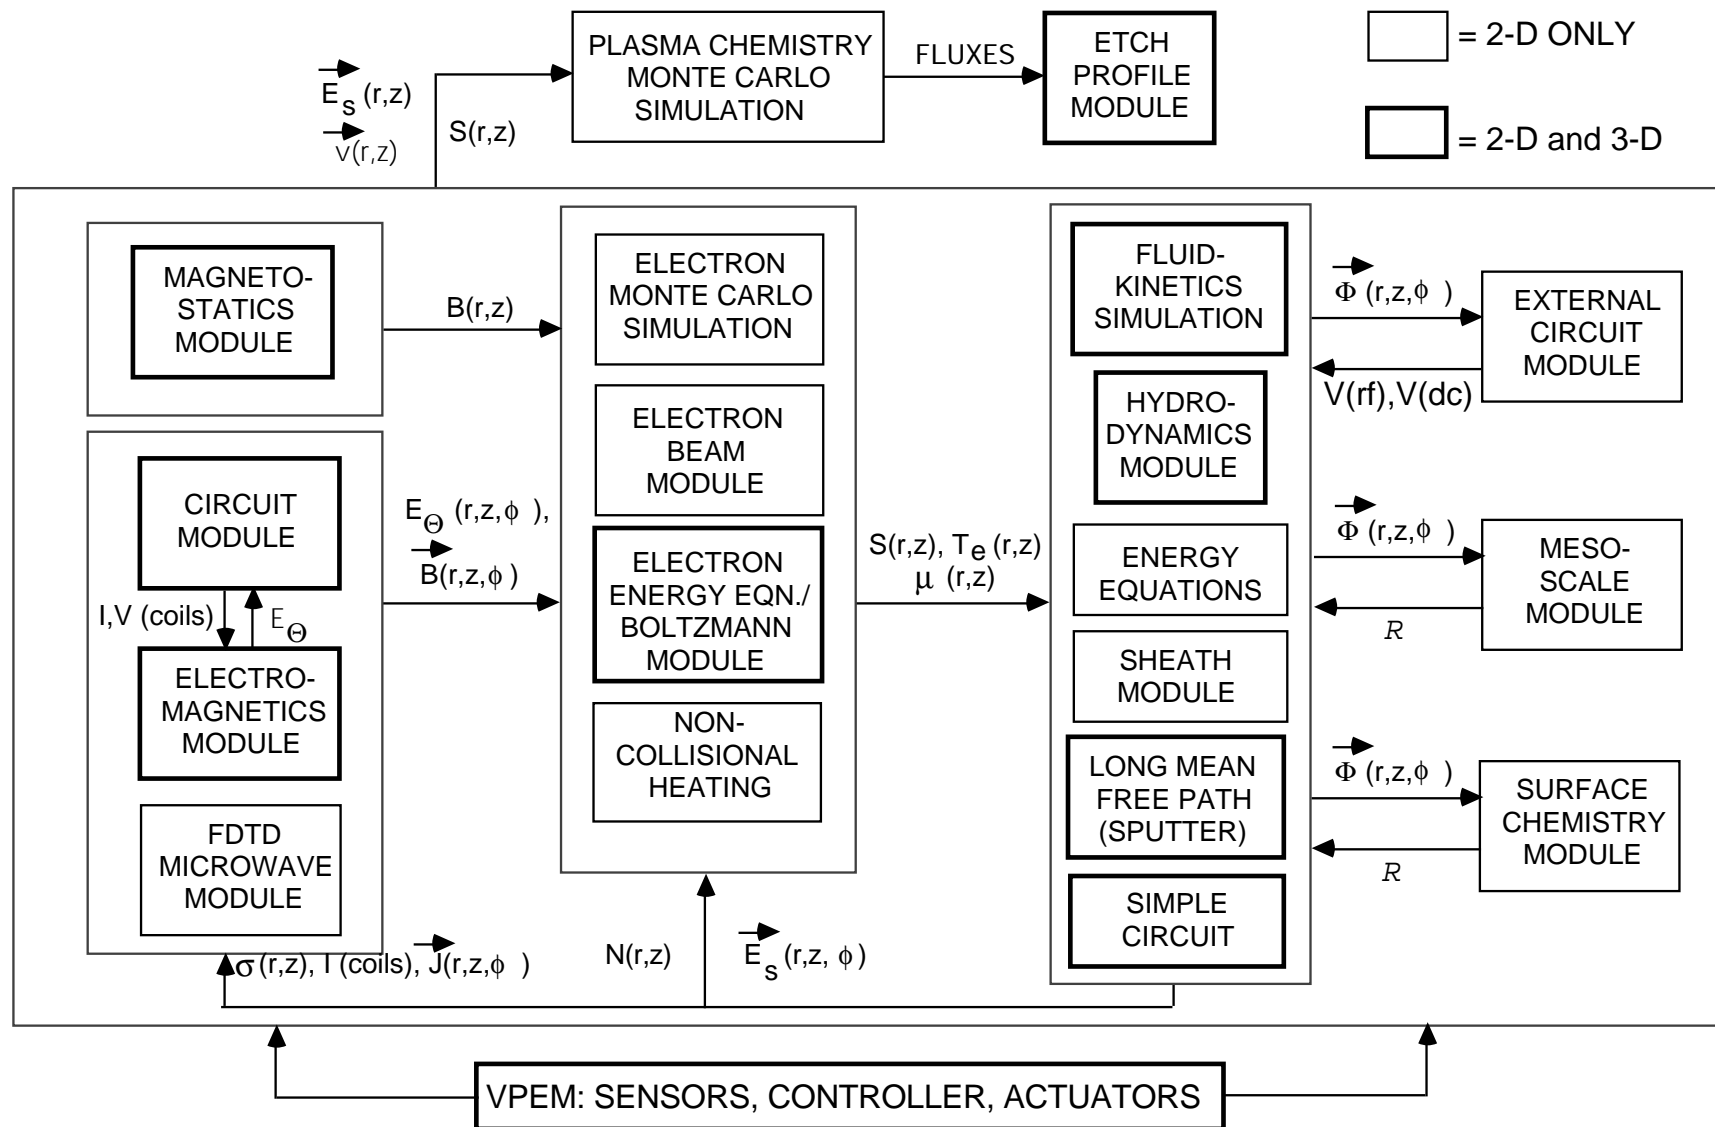 PLASMA CHEMISTRY
MONTE CARLO
SIMULATION
FLUXES
ETCH
PROFILE
MODULE
= 2-D ONLY
= 2-D and 3-D
E_s (r,z)
v(r,z)
S(r,z)
MAGNETO-
STATICS
MODULE
B(r,z)
CIRCUIT
MODULE
I,V (coils)
E_Θ
ELECTRO-
MAGNETICS
MODULE
FDTD
MICROWAVE
MODULE
E_Θ (r,z,ϕ ),
B(r,z,ϕ)
σ(r,z), I (coils), J(r,z,ϕ )
ELECTRON
MONTE CARLO
SIMULATION
ELECTRON
BEAM
MODULE
ELECTRON
ENERGY EQN./
BOLTZMANN
MODULE
NON-
COLLISIONAL
HEATING
N(r,z)
E_s (r,z, ϕ)
S(r,z), T_e (r,z)
μ (r,z)
FLUID-
KINETICS
SIMULATION
HYDRO-
DYNAMICS
MODULE
ENERGY
EQUATIONS
SHEATH
MODULE
LONG MEAN
FREE PATH
(SPUTTER)
SIMPLE
CIRCUIT
Φ (r,z,ϕ )
V(rf),V(dc)
EXTERNAL
CIRCUIT
MODULE
Φ (r,z,ϕ )
R
MESO-
SCALE
MODULE
Φ (r,z,ϕ )
R
SURFACE
CHEMISTRY
MODULE
VPEM: SENSORS, CONTROLLER, ACTUATORS